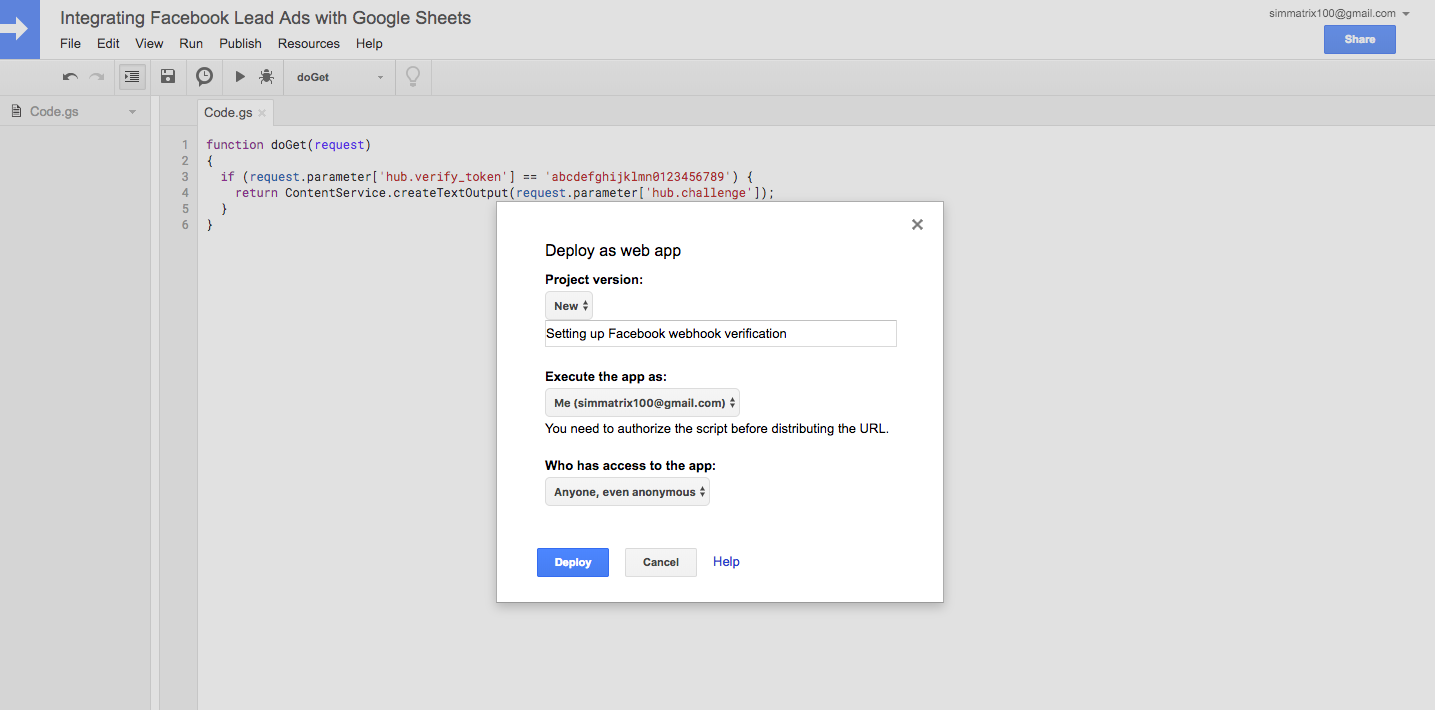 Integrating Facebook Lead Ads with Google Sheets
simmatrix100@gmail.com
File Edit View Run Publish Resources Help
Share
doGet
Code.gs
Code.gs
1 function doGet(request)
2 {
3 if (request.parameter['hub.verify_token'] == 'abcdefghijklmn0123456789') {
4 return ContentService.createTextOutput(request.parameter['hub.challenge']);
5 }
6 }
Deploy as web app
Project version:
New
Setting up Facebook webhook verification
Execute the app as:
Me (simmatrix100@gmail.com)
You need to authorize the script before distributing the URL.
Who has access to the app:
Anyone, even anonymous
Deploy Cancel Help